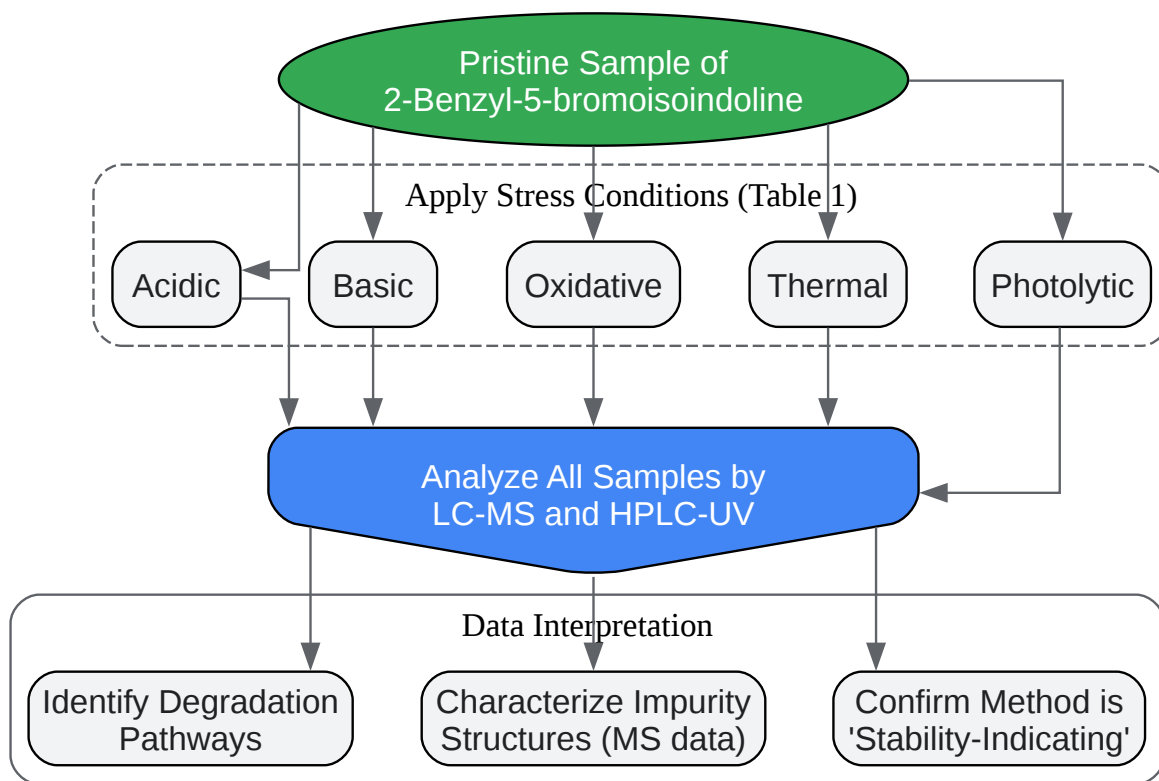 Pristine Sample of
2-Benzyl-5-bromoisoindoline
Apply Stress Conditions (Table 1)
Acidic
Basic
Oxidative
Thermal
Photolytic
Analyze All Samples by
LC-MS and HPLC-UV
Data Interpretation
Identify Degradation
Pathways
Characterize Impurity
Structures (MS data)
Confirm Method is
'Stability-Indicating'